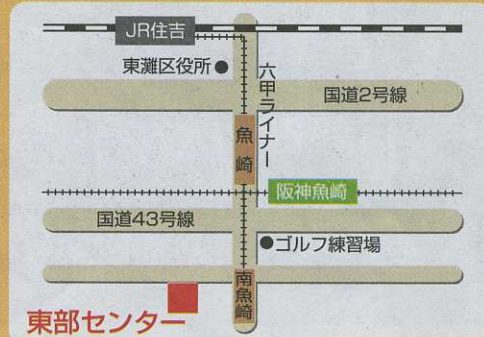 JR住吉
東灘区役所
六甲ライナー
国道2号線
魚崎
阪神魚崎
国道43号線
ゴルフ練習場
南魚崎
東部センター